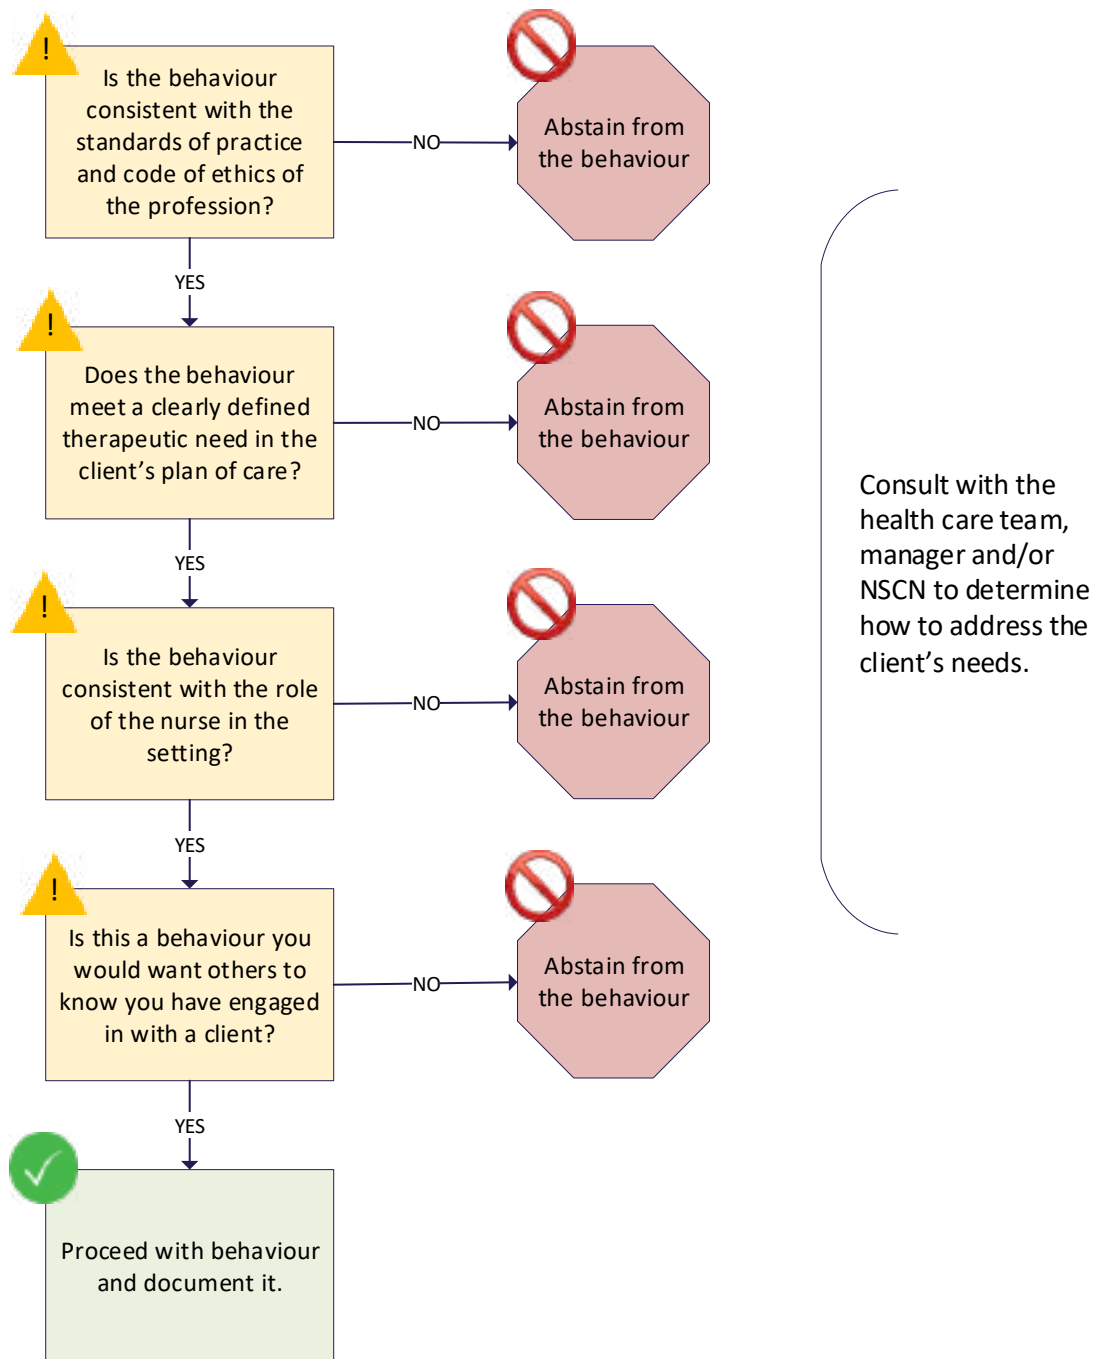 !
Is the behaviour
consistent with the
standards of practice
and code of ethics of
the profession?
NO
Abstain from
the behaviour
YES
!
Does the behaviour
meet a clearly defined
therapeutic need in the
client’s plan of care?
NO
Abstain from
the behaviour
YES
!
Is the behaviour
consistent with the role
of the nurse in the
setting?
NO
Abstain from
the behaviour
YES
!
Is this a behaviour you
would want others to
know you have engaged
in with a client?
NO
Abstain from
the behaviour
YES
Proceed with behaviour
and document it.
Consult with the
health care team,
manager and/or
NSCN to determine
how to address the
client’s needs.